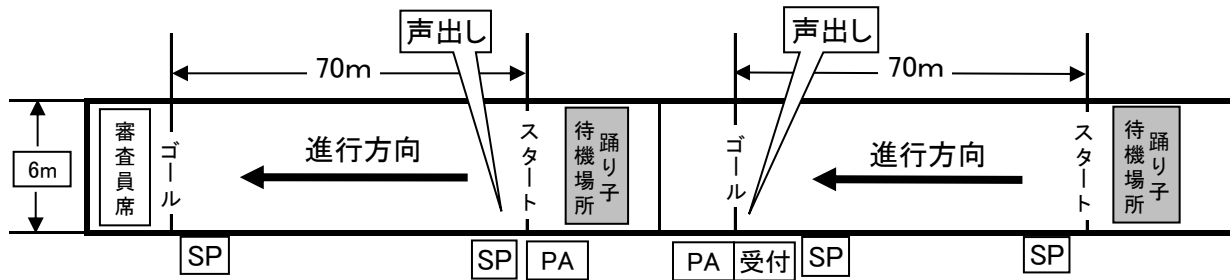 声出し
声出し
70m
70m
6m
審査員席
ゴール
進行方向
スタート
踊り子
待機場所
ゴール
進行方向
スタート
踊り子
待機場所
SP
SP
PA
PA
受付
SP
SP